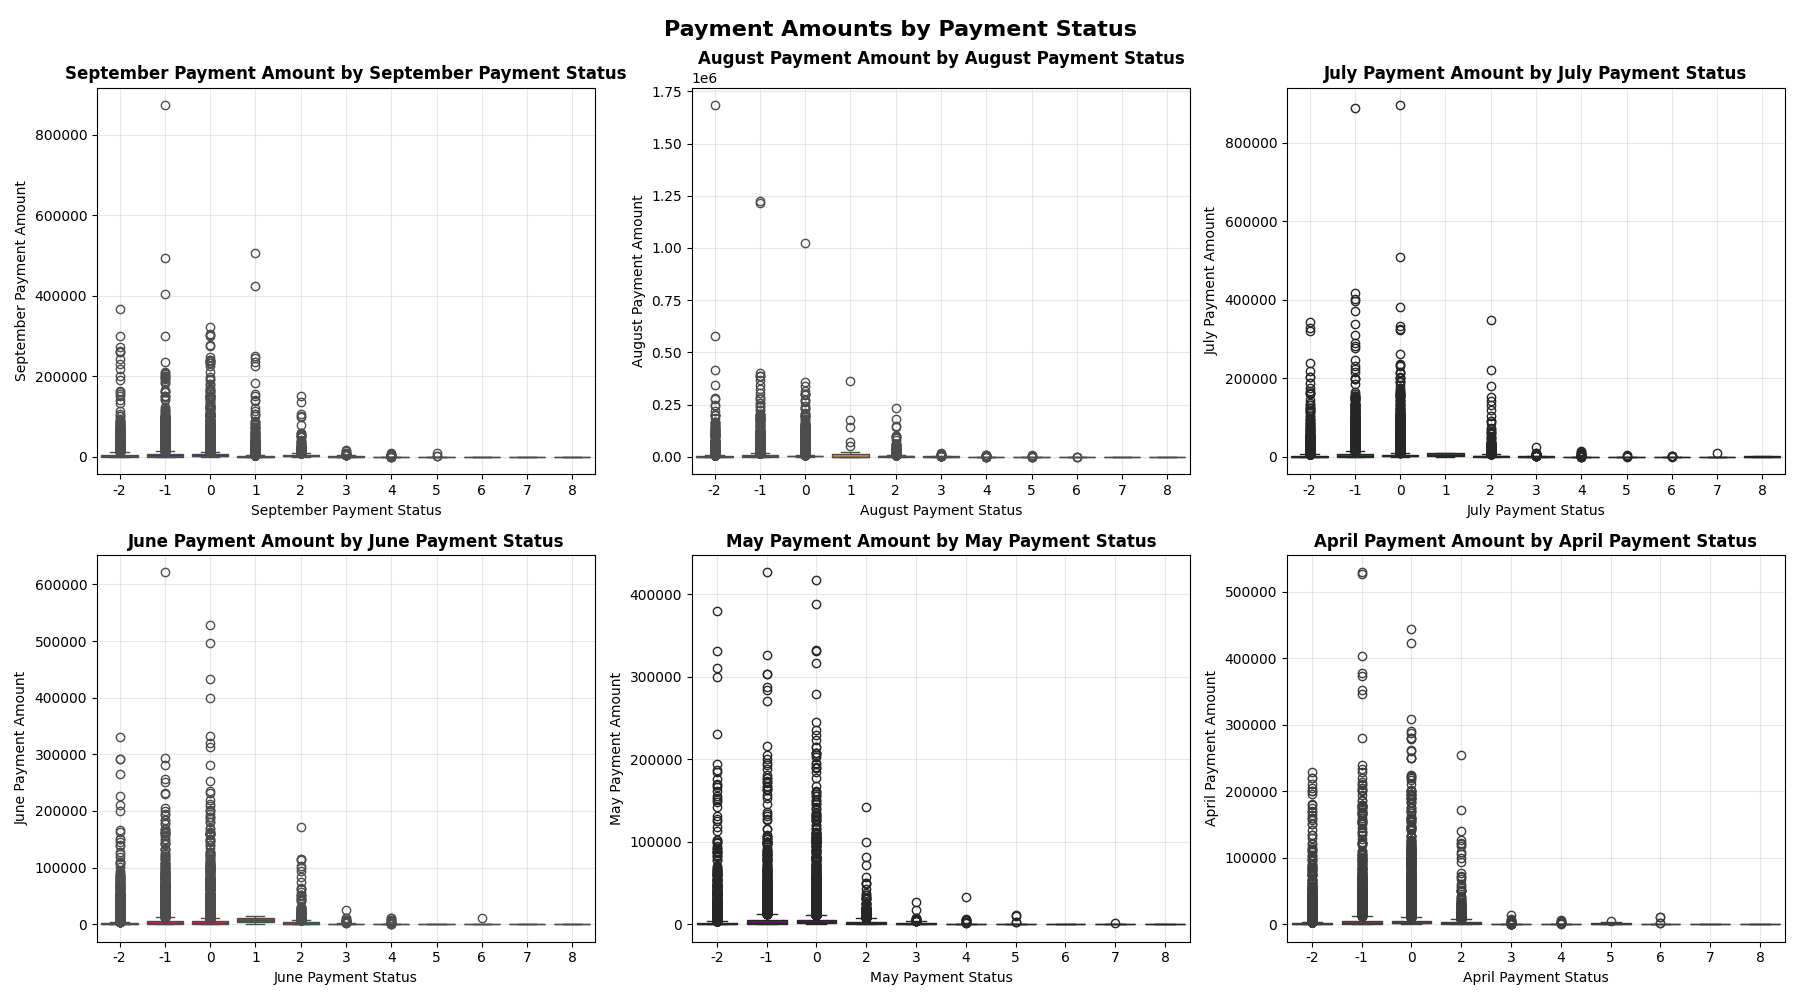 Payment Amounts by Payment Status
September Payment Amount by September Payment Status
800000
600000
400000
200000
0
September Payment Amount
-2 -1 0 1 2 3 4 5 6 7 8
September Payment Status
August Payment Amount by August Payment Status
1e6
1.75
1.50
1.25
1.00
0.75
0.50
0.25
0.00
August Payment Amount
-2 -1 0 1 2 3 4 5 6 7 8
August Payment Status
July Payment Amount by July Payment Status
800000
600000
400000
200000
0
July Payment Amount
-2 -1 0 1 2 3 4 5 6 7 8
July Payment Status
June Payment Amount by June Payment Status
600000
500000
400000
300000
200000
100000
0
June Payment Amount
-2 -1 0 1 2 3 4 5 6 7 8
June Payment Status
May Payment Amount by May Payment Status
400000
300000
200000
100000
0
May Payment Amount
-2 -1 0 2 3 4 5 6 7 8
May Payment Status
April Payment Amount by April Payment Status
500000
400000
300000
200000
100000
0
April Payment Amount
-2 -1 0 2 3 4 5 6 7 8
April Payment Status